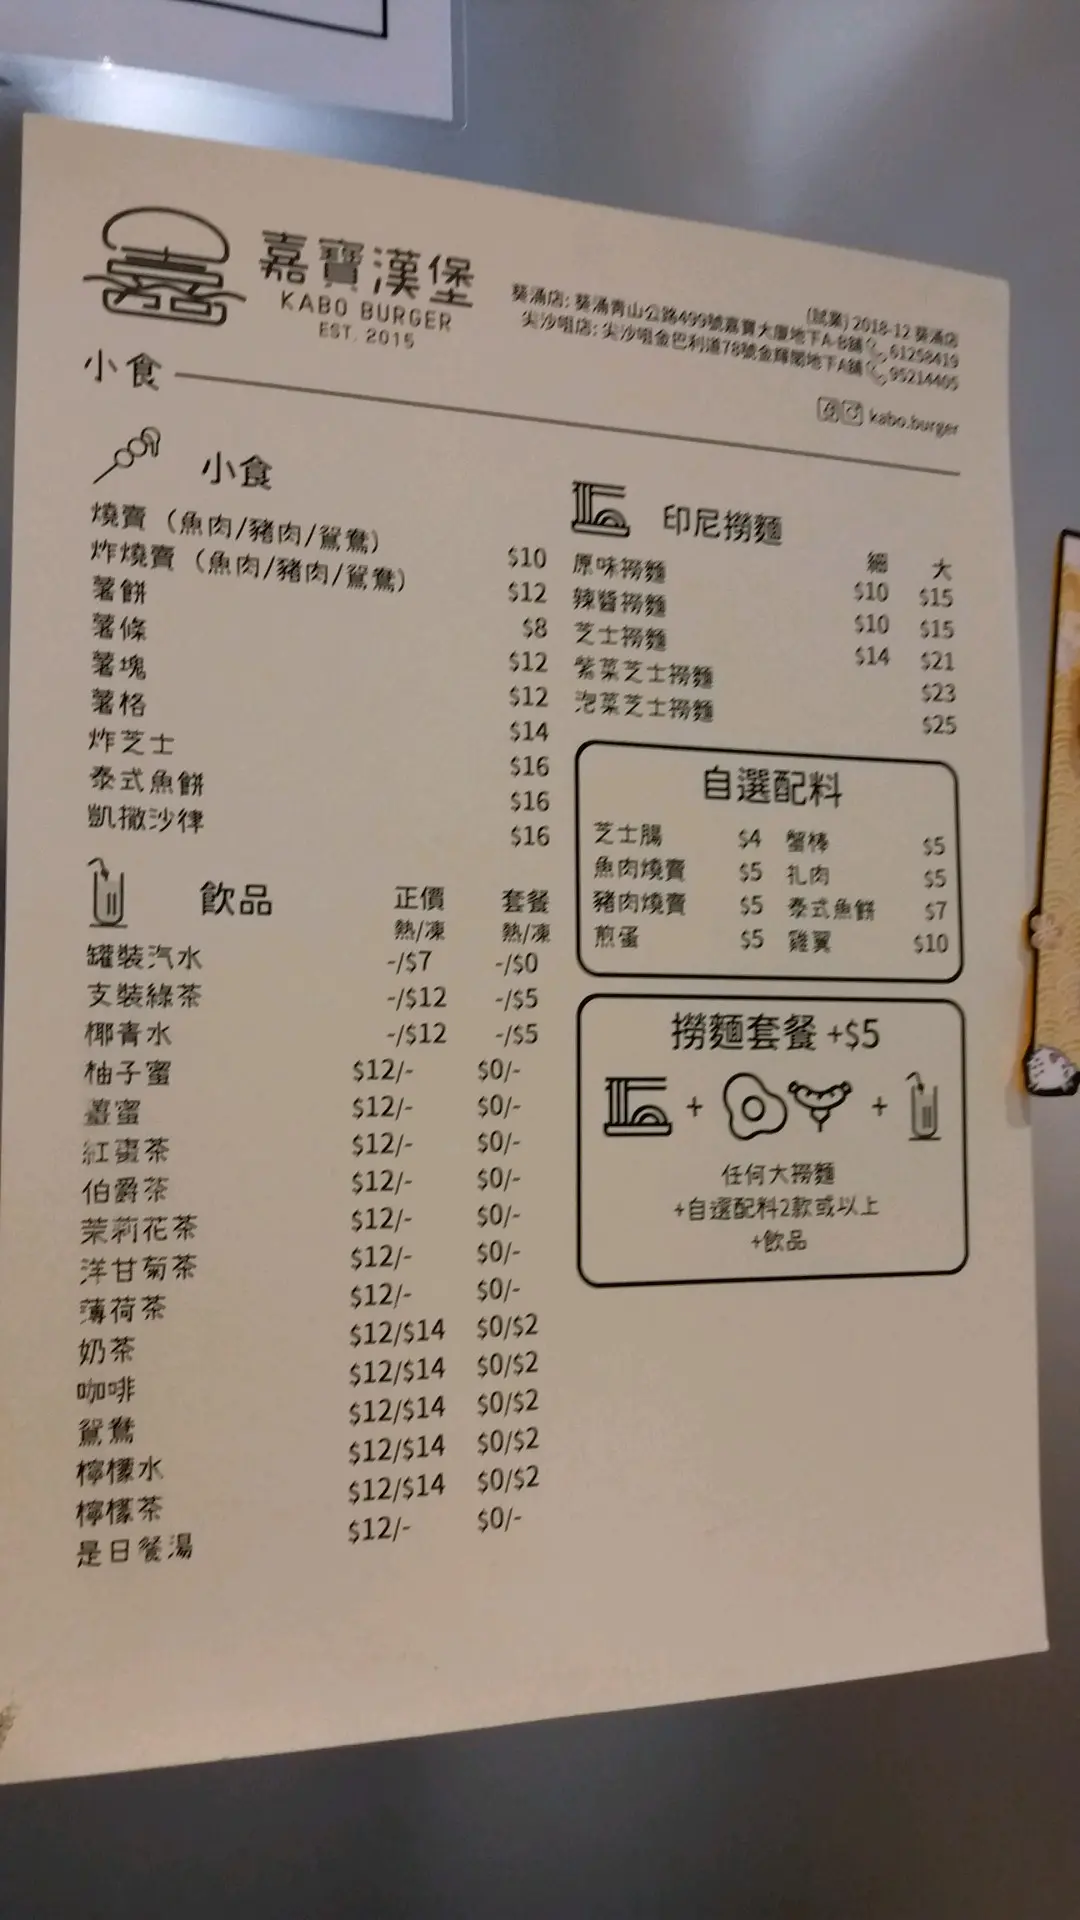 嘉寶漢堡
KABO BURGER
EST. 2015
(試業) 2018-12 葵涌店
葵涌店: 葵涌青山公路499號嘉寶大廈地下A-B舖 61258419
尖沙咀店: 尖沙咀金巴利道78號金輝閣地下A舖 95214405
kabo.burger
小食
小食
燒賣（魚肉/豬肉/鴛鴦） $10
炸燒賣（魚肉/豬肉/鴛鴦） $12
薯餅 $8
薯條 $12
薯塊 $12
薯格 $14
炸芝士 $16
泰式魚餅 $16
凱撒沙律 $16
飲品 正價 套餐
熱/凍 熱/凍
罐裝汽水 -/$7 -/$0
支裝綠茶 -/$12 -/$5
椰青水 -/$12 -/$5
柚子蜜 $12/- $0/-
薑蜜 $12/- $0/-
紅棗茶 $12/- $0/-
伯爵茶 $12/- $0/-
茉莉花茶 $12/- $0/-
洋甘菊茶 $12/- $0/-
薄荷茶 $12/- $0/-
奶茶 $12/$14 $0/$2
咖啡 $12/$14 $0/$2
鴛鴦 $12/$14 $0/$2
檸檬水 $12/$14 $0/$2
檸檬茶 $12/$14 $0/$2
是日餐湯 $12/- $0/-
印尼撈麵
細 大
原味撈麵 $10 $15
辣醬撈麵 $10 $15
芝士撈麵 $14 $21
紫菜芝士撈麵 $23
泡菜芝士撈麵 $25
自選配料
芝士腸 $4 蟹棒 $5
魚肉燒賣 $5 扎肉 $5
豬肉燒賣 $5 泰式魚餅 $7
煎蛋 $5 雞翼 $10
撈麵套餐 +$5
+ +
任何大撈麵
+自選配料2款或以上
+飲品